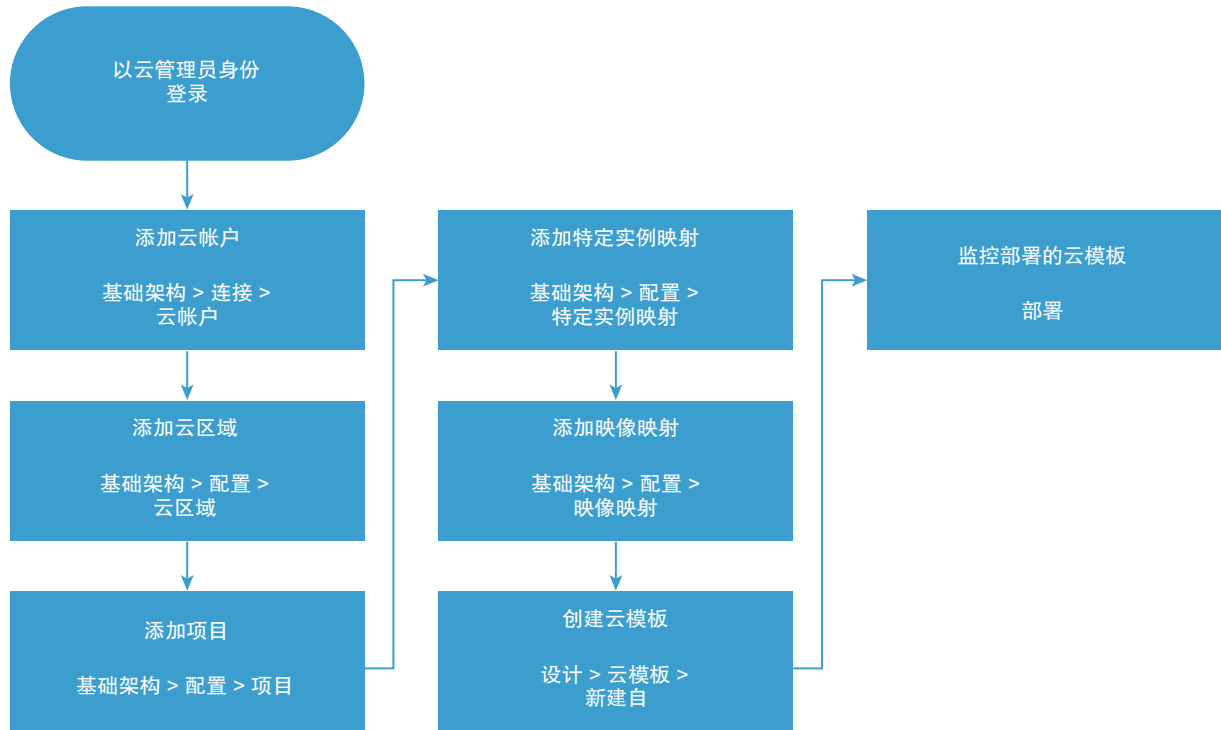 以云管理员身份
登录
添加云帐户
基础架构 > 连接 >
云帐户
添加云区域
基础架构 > 配置 >
云区域
添加项目
基础架构 > 配置 > 项目
添加特定实例映射
基础架构 > 配置 >
特定实例映射
添加映像映射
基础架构 > 配置 >
映像映射
创建云模板
设计 > 云模板 >
新建自
监控部署的云模板
部署